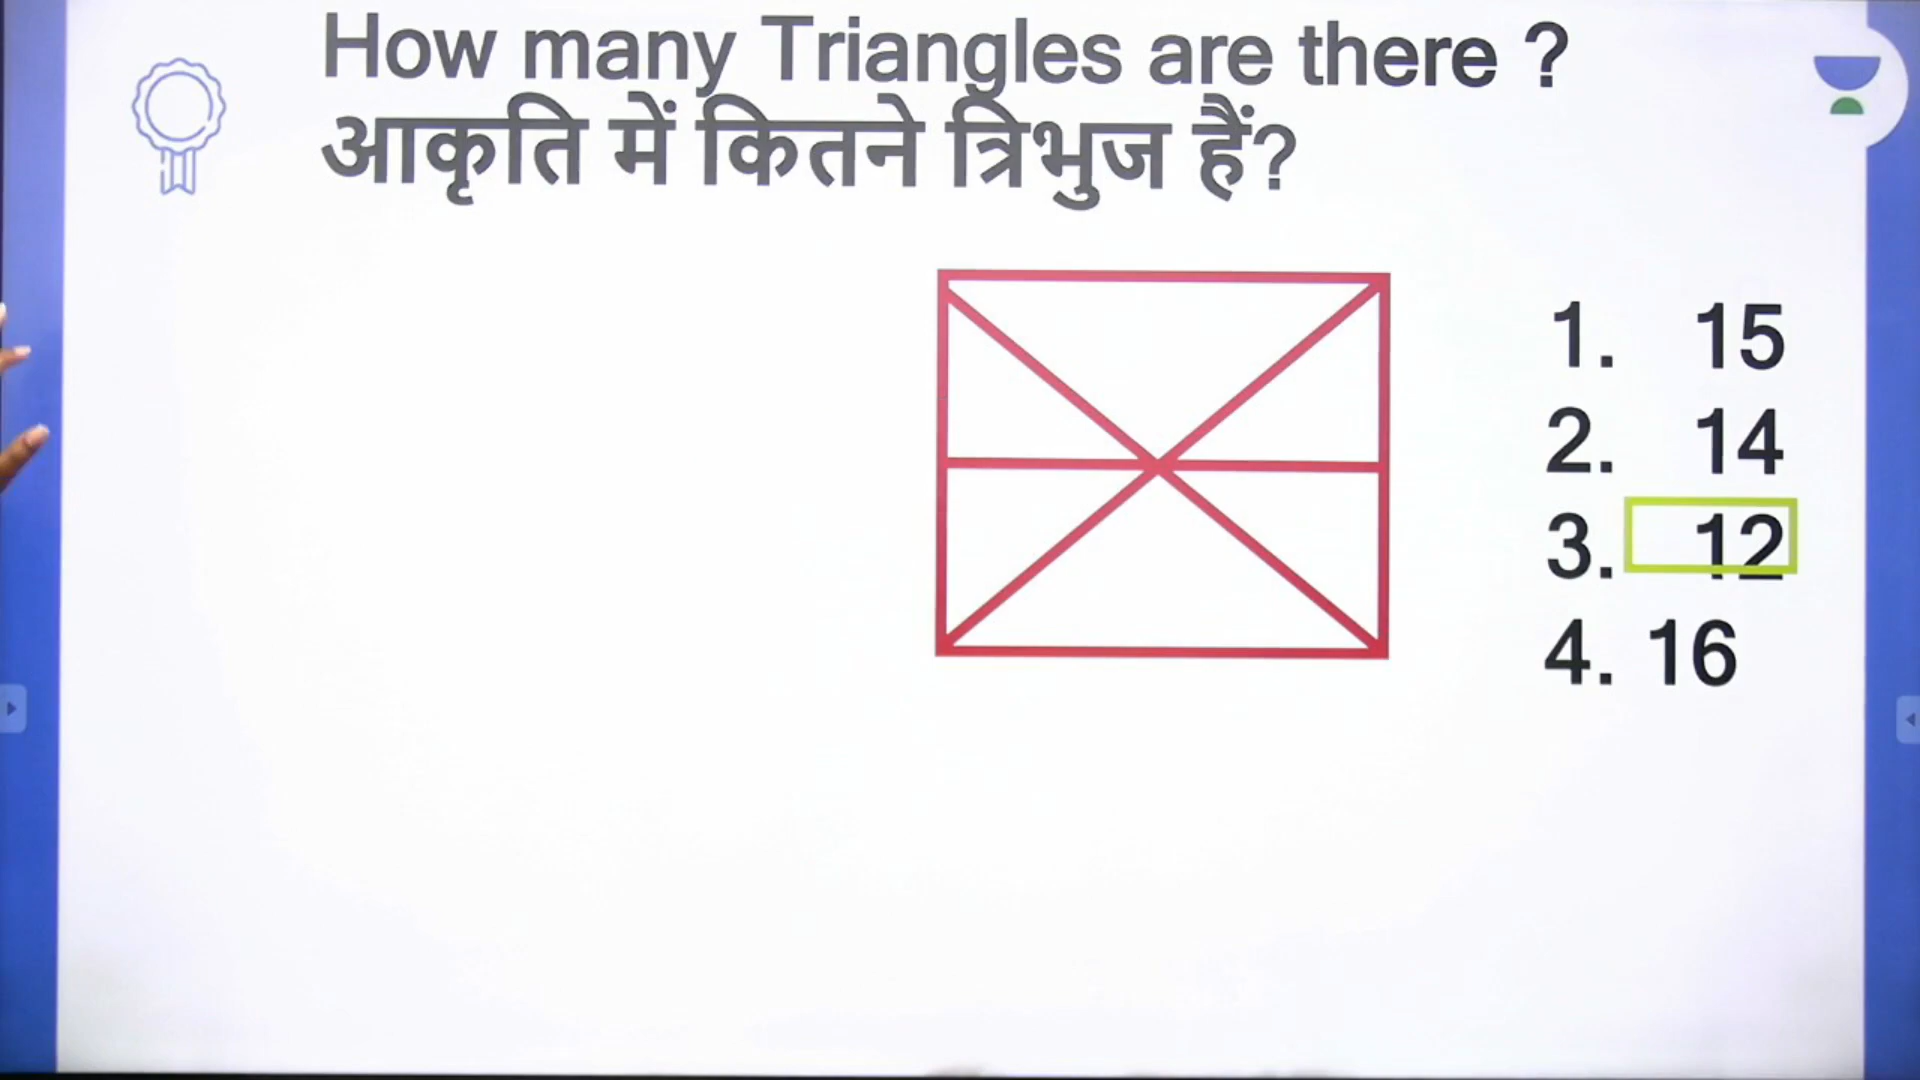 How many Triangles are there ?
आकृति में कितने त्रिभुज हैं?
1. 15
2. 14
3. 12
4. 16